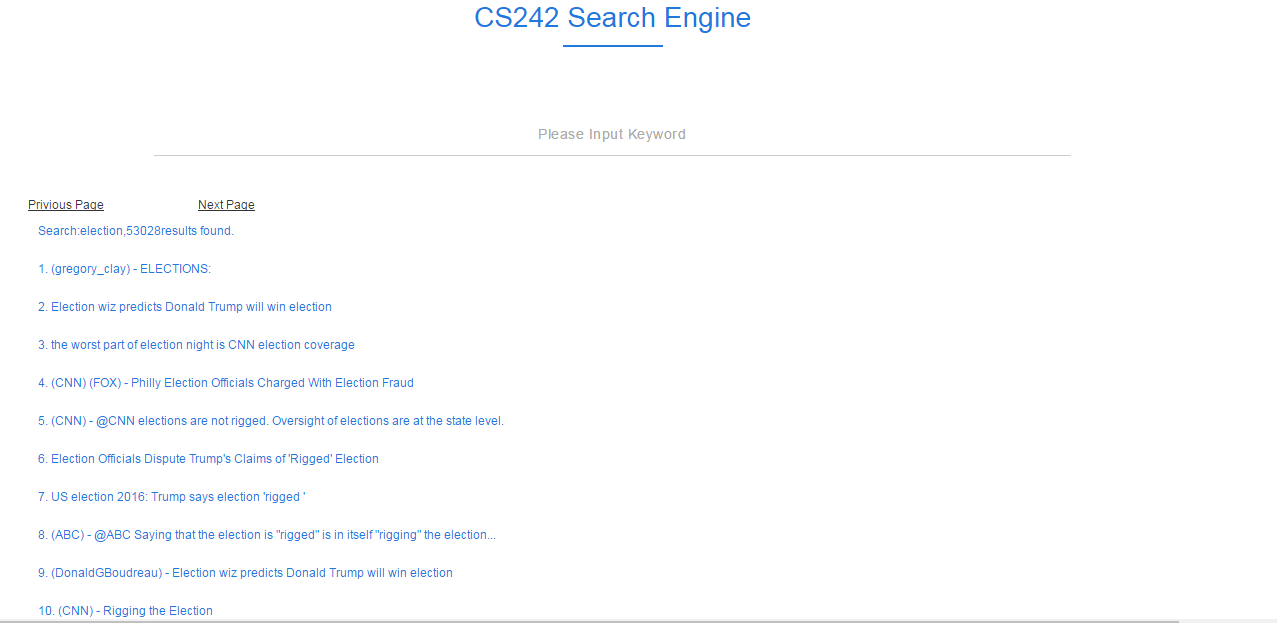 CS242 Search Engine
Please Input Keyword
Privious Page Next Page
Search:election,53028results found.
1. (gregory_clay) - ELECTIONS:
2. Election wiz predicts Donald Trump will win election
3. the worst part of election night is CNN election coverage
4. (CNN) (FOX) - Philly Election Officials Charged With Election Fraud
5. (CNN) - @CNN elections are not rigged. Oversight of elections are at the state level.
6. Election Officials Dispute Trump's Claims of 'Rigged' Election
7. US election 2016: Trump says election 'rigged '
8. (ABC) - @ABC Saying that the election is "rigged" is in itself "rigging" the election...
9. (DonaldGBoudreau) - Election wiz predicts Donald Trump will win election
10. (CNN) - Rigging the Election